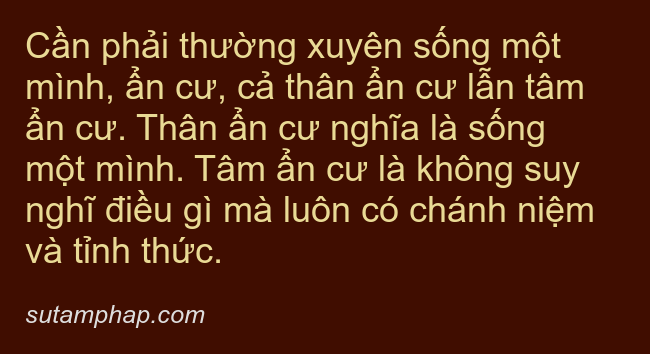 Cần phải thường xuyên sống một
mình, ẩn cư, cả thân ẩn cư lẫn tâm
ẩn cư. Thân ẩn cư nghĩa là sống
một mình. Tâm ẩn cư là không suy
nghĩ điều gì mà luôn có chánh niệm
và tỉnh thức.
sutamphap.com